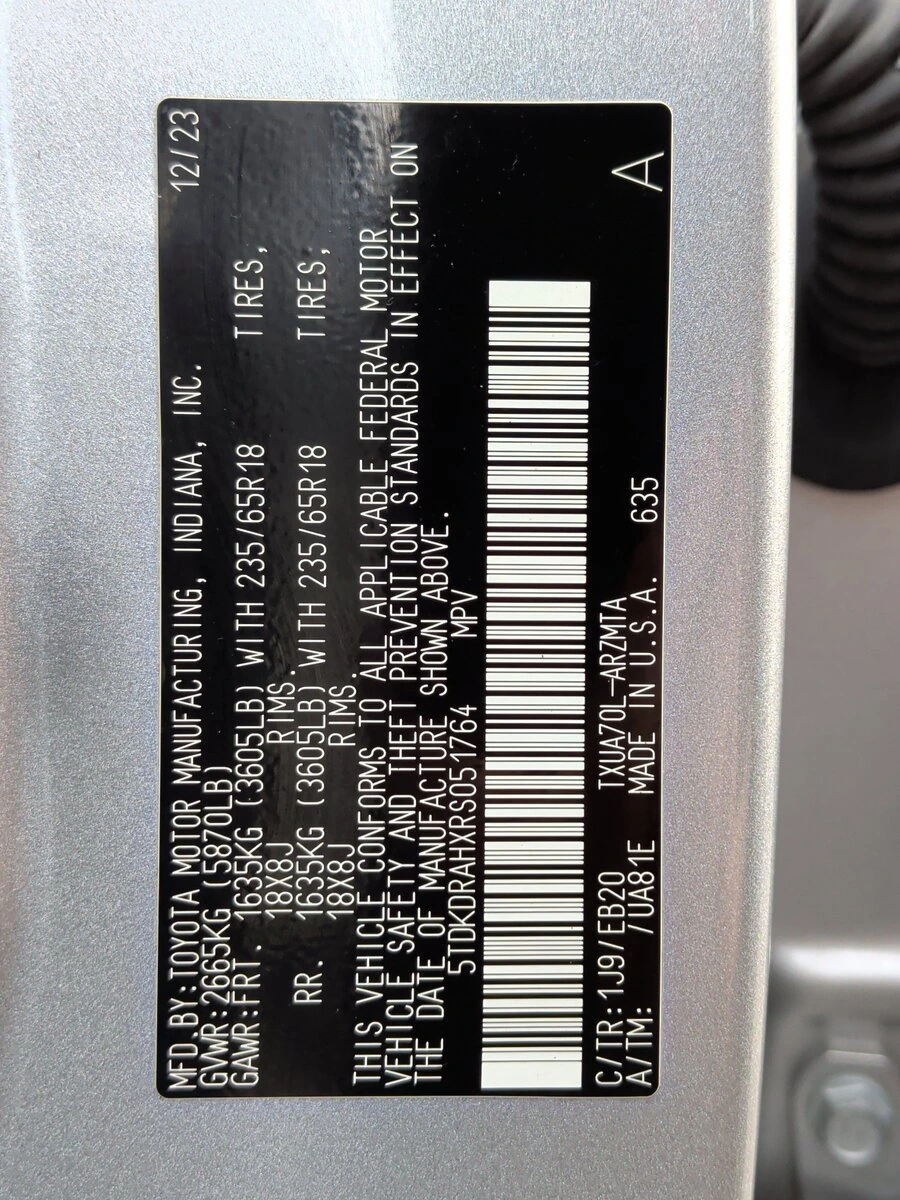 MFD.BY:TOYOTA MOTOR MANUFACTURING, INDIANA, INC. 12/23
GVWR:2665KG (5870LB)
GAWR:FRT. 1635KG (3605LB) WITH 235/65R18 TIRES,
18X8J RIMS.
RR. 1635KG (3605LB) WITH 235/65R18 TIRES,
18X8J RIMS.
THIS VEHICLE CONFORMS TO ALL APPLICABLE FEDERAL MOTOR
VEHICLE SAFETY AND THEFT PREVENTION STANDARDS IN EFFECT ON
THE DATE OF MANUFACTURE SHOWN ABOVE.
5TDKDRAHXRS051764 MPV
C/TR:1J9/EB20 TXUA70L-ARZMTA
A/TM: /UA81E MADE IN U.S.A. 635 A